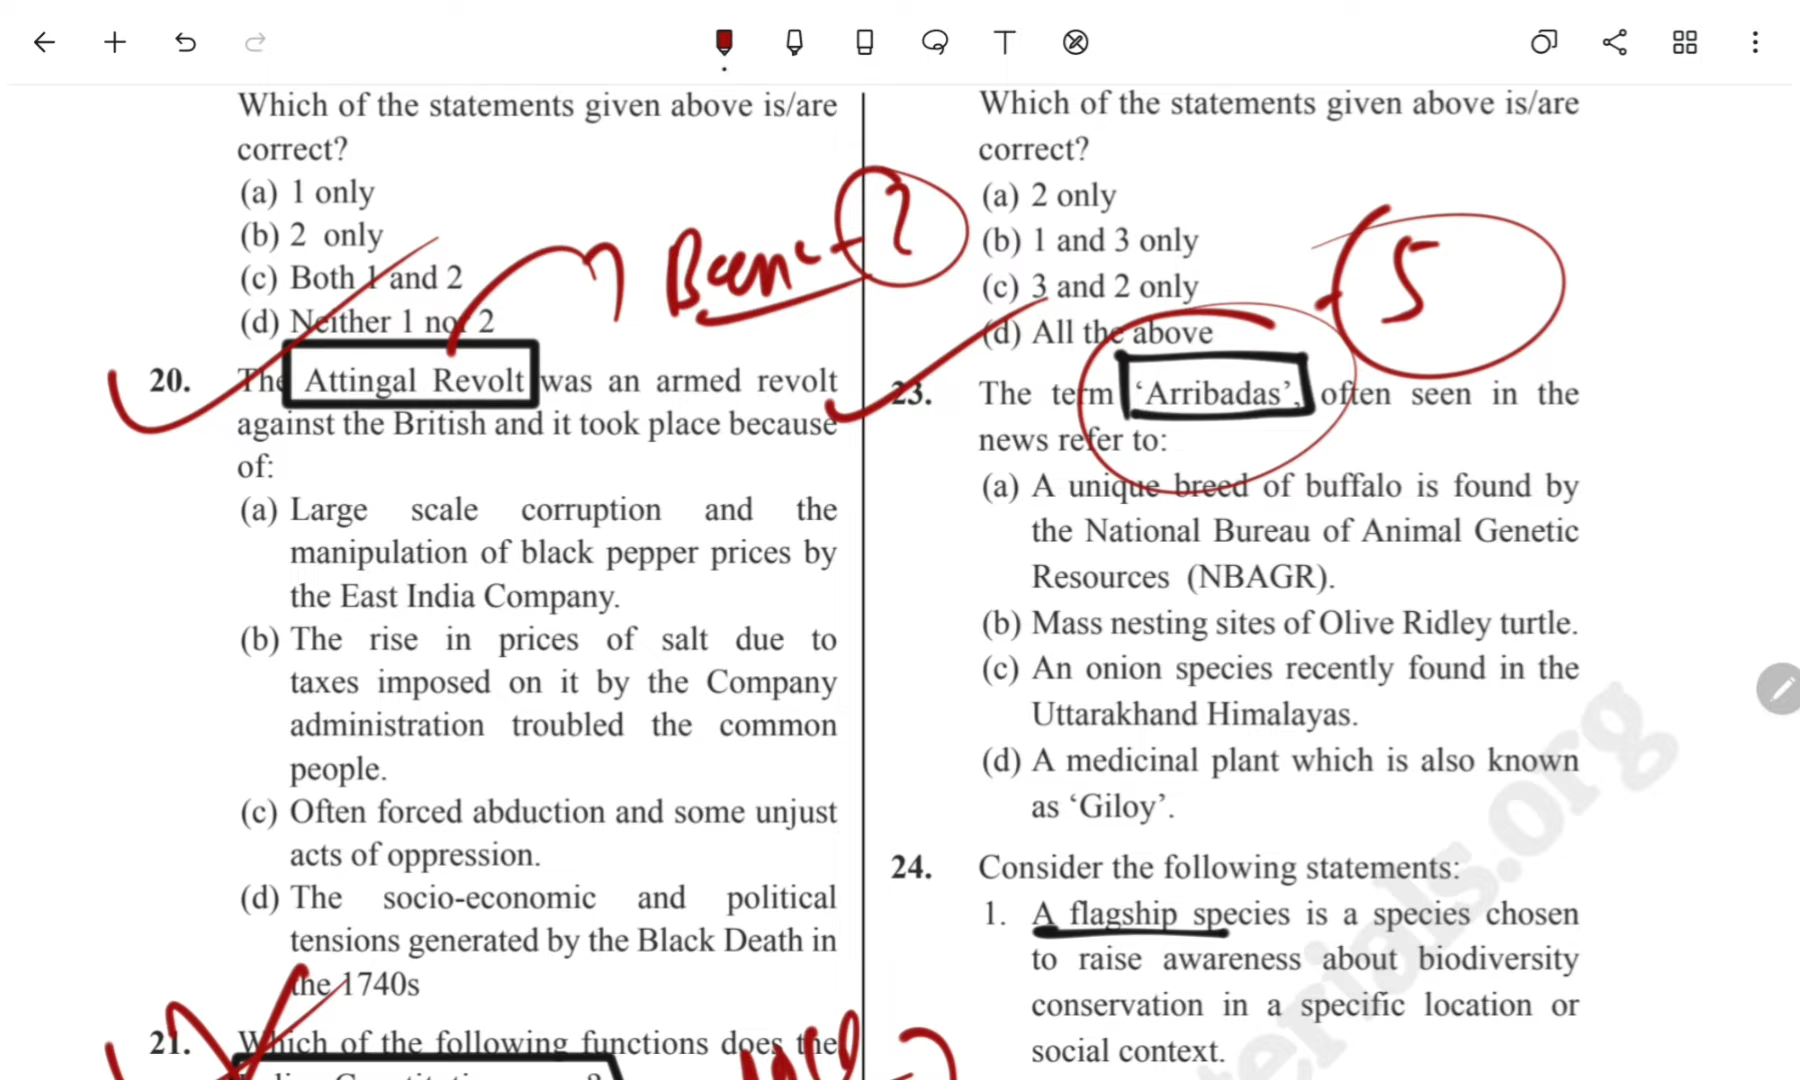 Which of the statements given above is/are
correct?
(a) 1 only
(b) 2 only
(c) Both 1 and 2
(d) Neither 1 nor 2
20. The Attingal Revolt was an armed revolt
against the British and it took place because
of:
(a) Large scale corruption and the
manipulation of black pepper prices by
the East India Company.
(b) The rise in prices of salt due to
taxes imposed on it by the Company
administration troubled the common
people.
(c) Often forced abduction and some unjust
acts of oppression.
(d) The socio-economic and political
tensions generated by the Black Death in
the 1740s
21. Which of the following functions does the
Which of the statements given above is/are
correct?
(a) 2 only
(b) 1 and 3 only
(c) 3 and 2 only
(d) All the above
5
23. The term ‘Arribadas’, often seen in the
news refer to:
(a) A unique breed of buffalo is found by
the National Bureau of Animal Genetic
Resources (NBAGR).
(b) Mass nesting sites of Olive Ridley turtle.
(c) An onion species recently found in the
Uttarakhand Himalayas.
(d) A medicinal plant which is also known
as ‘Giloy’.
24. Consider the following statements:
1. A flagship species is a species chosen
to raise awareness about biodiversity
conservation in a specific location or
social context.
erials.org